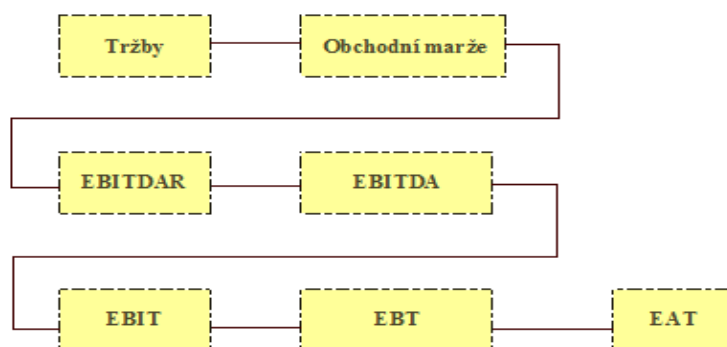 Tržby
Obchodní marže
EBITDAR
EBITDA
EBIT
EBT
EAT